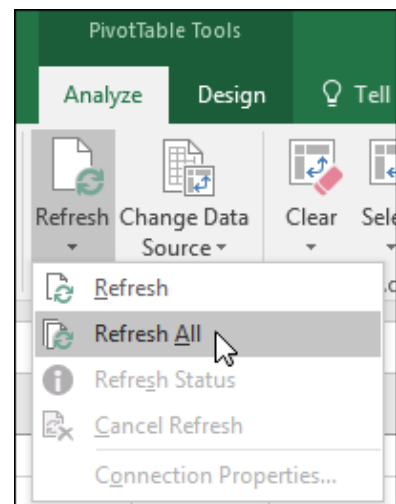 PivotTable Tools
Analyze Design Tell
Refresh Change Data Source Clear
Refresh
Refresh All
Refresh Status
Cancel Refresh
Connection Properties...